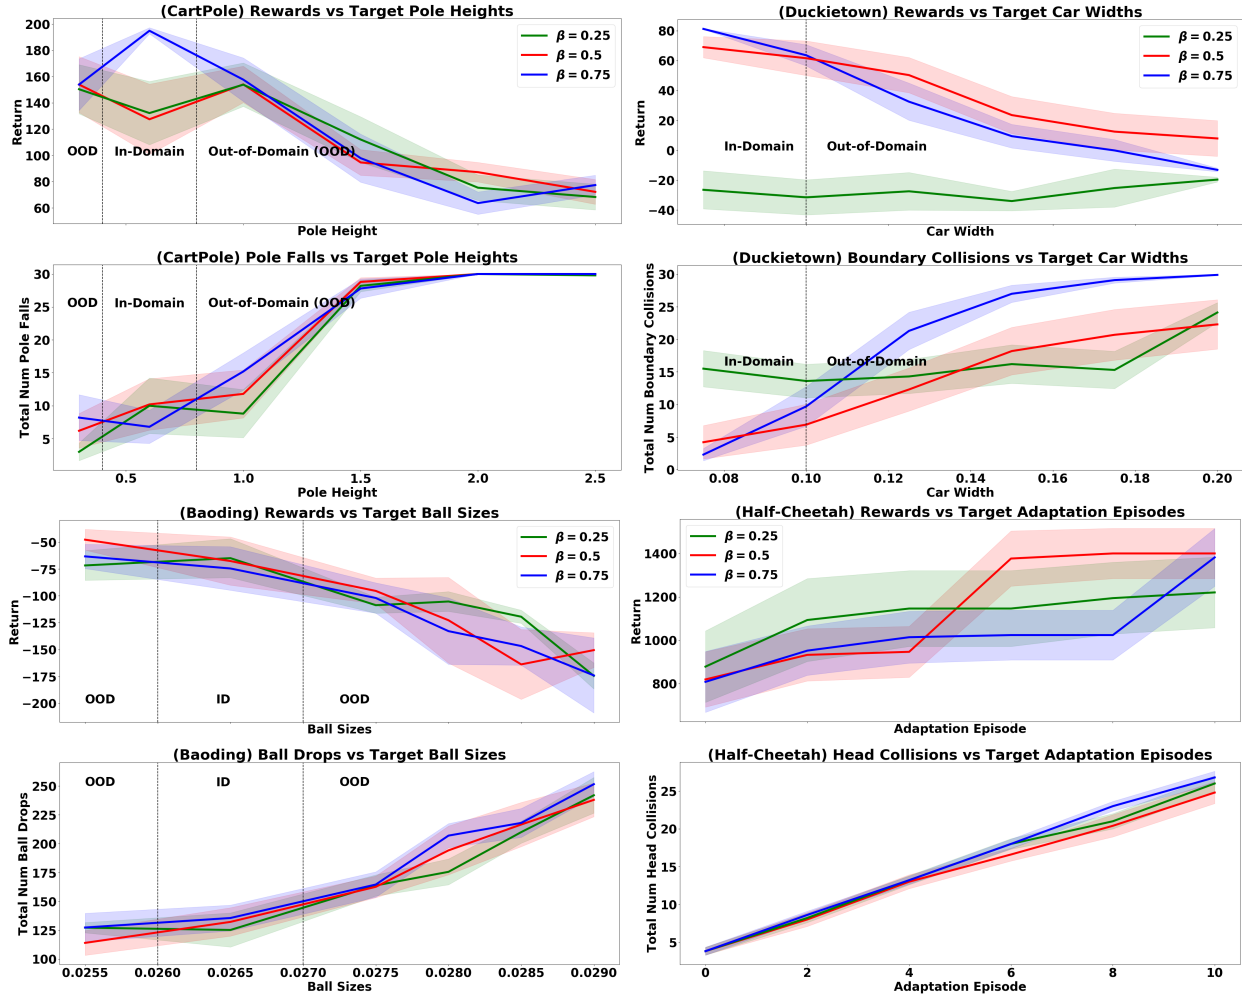 (CartPole) Rewards vs Target Pole Heights
200
180
160
140
120
100
80
60
Return
β = 0.25
β = 0.5
β = 0.75
OOD
In-Domain
Out-of-Domain (OOD)
Pole Height
(Duckietown) Rewards vs Target Car Widths
80
60
40
20
0
−20
−40
Return
β = 0.25
β = 0.5
β = 0.75
In-Domain
Out-of-Domain
Car Width
(CartPole) Pole Falls vs Target Pole Heights
30
25
20
15
10
5
Total Num Pole Falls
OOD
In-Domain
Out-of-Domain (OOD)
0.5
1.0
1.5
2.0
2.5
Pole Height
(Duckietown) Boundary Collisions vs Target Car Widths
30
25
20
15
10
5
0
Total Num Boundary Collisions
In-Domain
Out-of-Domain
0.08
0.10
0.12
0.14
0.16
0.18
0.20
Car Width
(Baoding) Rewards vs Target Ball Sizes
−50
−75
−100
−125
−150
−175
−200
Return
β = 0.25
β = 0.5
β = 0.75
OOD
ID
OOD
Ball Sizes
(Half-Cheetah) Rewards vs Target Adaptation Episodes
1400
1200
1000
800
Return
β = 0.25
β = 0.5
β = 0.75
Adaptation Episode
(Baoding) Ball Drops vs Target Ball Sizes
250
225
200
175
150
125
100
Total Num Ball Drops
OOD
ID
OOD
0.0255
0.0260
0.0265
0.0270
0.0275
0.0280
0.0285
0.0290
Ball Sizes
(Half-Cheetah) Head Collisions vs Target Adaptation Episodes
25
20
15
10
5
Total Num Head Collisions
0
2
4
6
8
10
Adaptation Episode